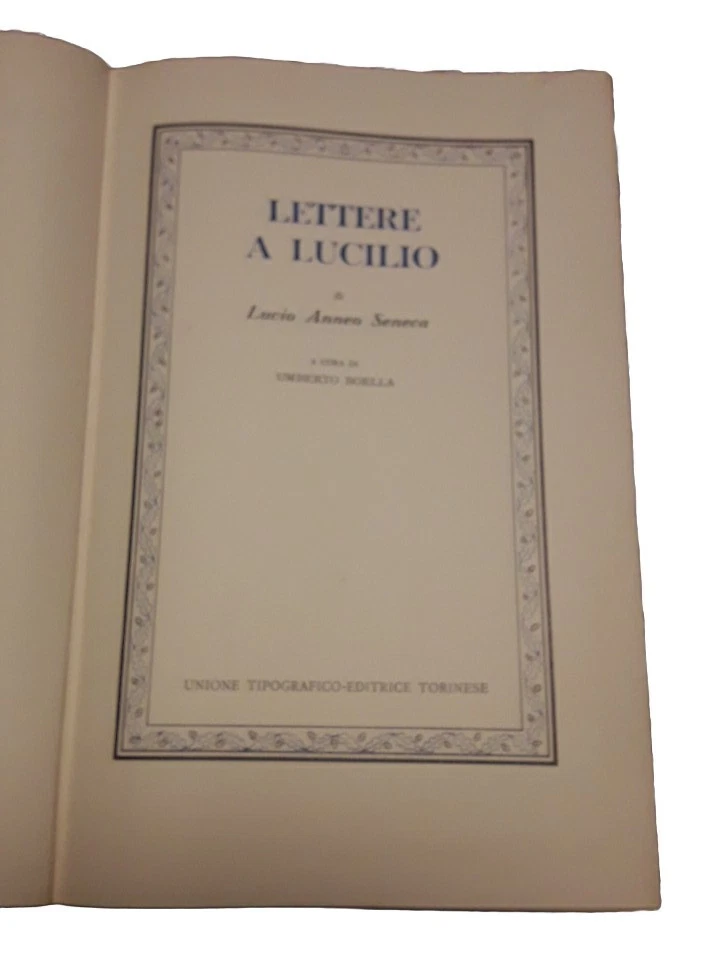 LETTERE
A LUCILIO
di
Lucio Anneo Seneca
A CURA DI
UMBERTO BOELLA
UNIONE TIPOGRAFICO-EDITRICE TORINESE